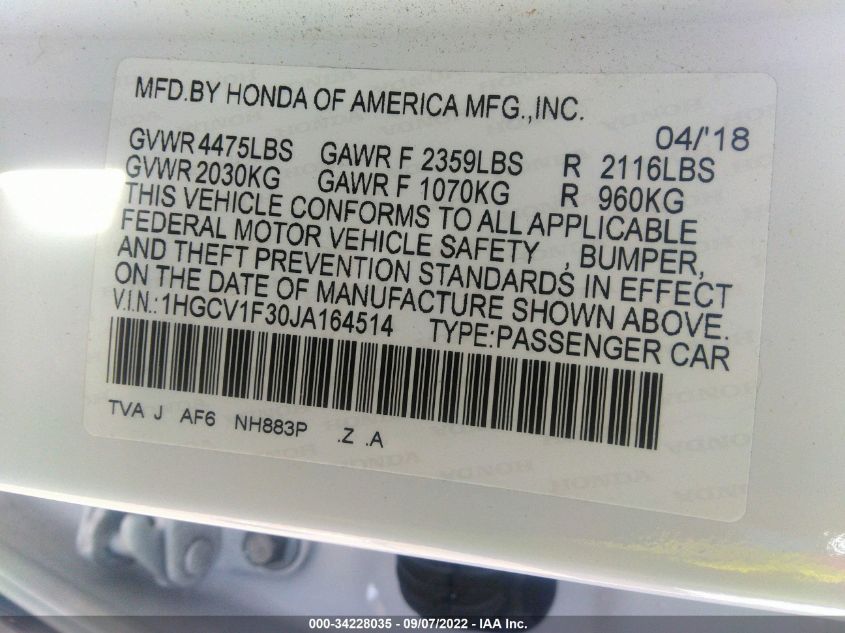 MFD.BY HONDA OF AMERICA MFG.,INC.
04/'18
GVWR 4475LBS GAWR F 2359LBS R 2116LBS
GVWR 2030KG GAWR F 1070KG R 960KG
THIS VEHICLE CONFORMS TO ALL APPLICABLE
FEDERAL MOTOR VEHICLE SAFETY , BUMPER,
AND THEFT PREVENTION STANDARDS IN EFFECT
ON THE DATE OF MANUFACTURE SHOWN ABOVE.
V.I.N.:1HGCV1F30JA164514 TYPE:PASSENGER CAR
TVA J AF6 NH883P .Z .A
000-34228035 - 09/07/2022 - IAA Inc.